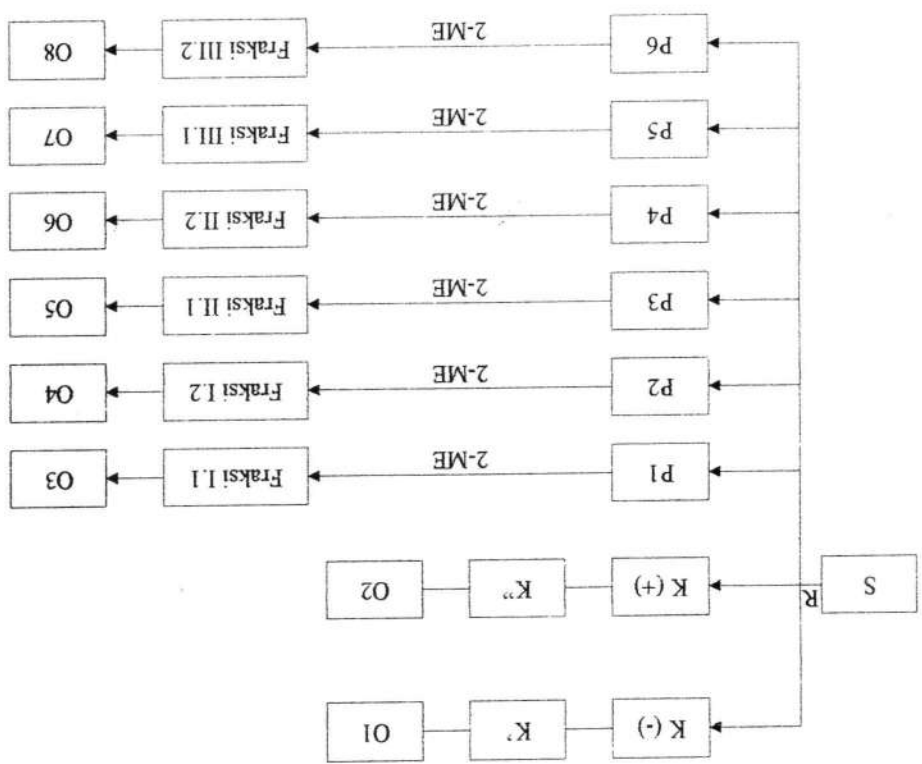 K (-) K' O1
S R K (+) K" O2
P1 2-ME Fraksi I.1 O3
P2 2-ME Fraksi I.2 O4
P3 2-ME Fraksi II.1 O5
P4 2-ME Fraksi II.2 O6
P5 2-ME Fraksi III.1 O7
P6 2-ME Fraksi III.2 O8